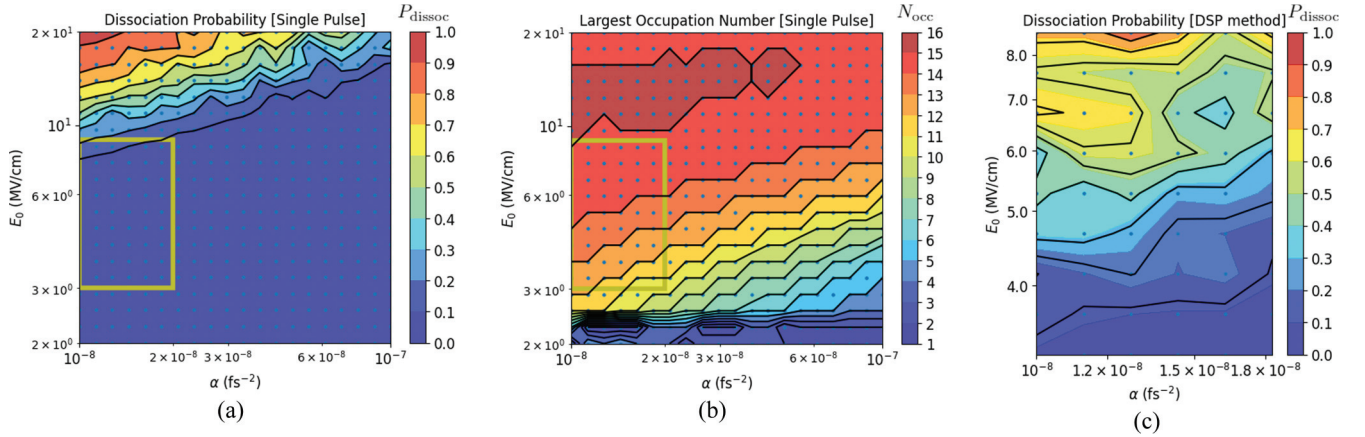 Dissociation Probability [Single Pulse] P_dissoc
2 × 10^1
10^1
6 × 10^0
3 × 10^0
2 × 10^0
E_0 (MV/cm)
10^-8 2 × 10^-8 3 × 10^-8 6 × 10^-8 10^-7
α (fs^-2)
1.0
0.9
0.8
0.7
0.6
0.5
0.4
0.3
0.2
0.1
0.0
(a)
Largest Occupation Number [Single Pulse] N_occ
2 × 10^1
10^1
6 × 10^0
3 × 10^0
2 × 10^0
E_0 (MV/cm)
10^-8 2 × 10^-8 3 × 10^-8 6 × 10^-8 10^-7
α (fs^-2)
16
15
14
13
12
11
10
9
8
7
6
5
4
3
2
1
(b)
Dissociation Probability [DSP method] P_dissoc
8.0
7.0
6.0
5.0
4.0
E_0 (MV/cm)
10^-8 1.2 × 10^-8 1.5 × 10^-8 1.8 × 10^-8
α (fs^-2)
1.0
0.9
0.8
0.7
0.6
0.5
0.4
0.3
0.2
0.1
0.0
(c)